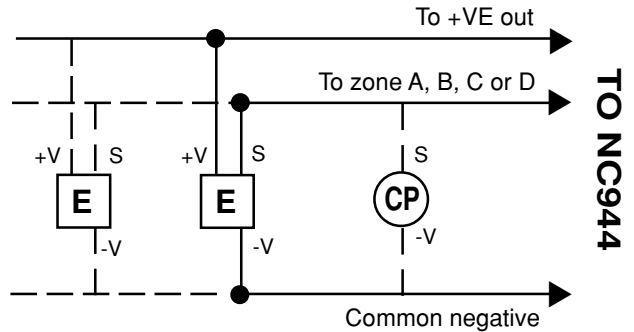 To +VE out
To zone A, B, C or D
+V S +V S S
E E CP
-V -V -V
Common negative
TO NC944